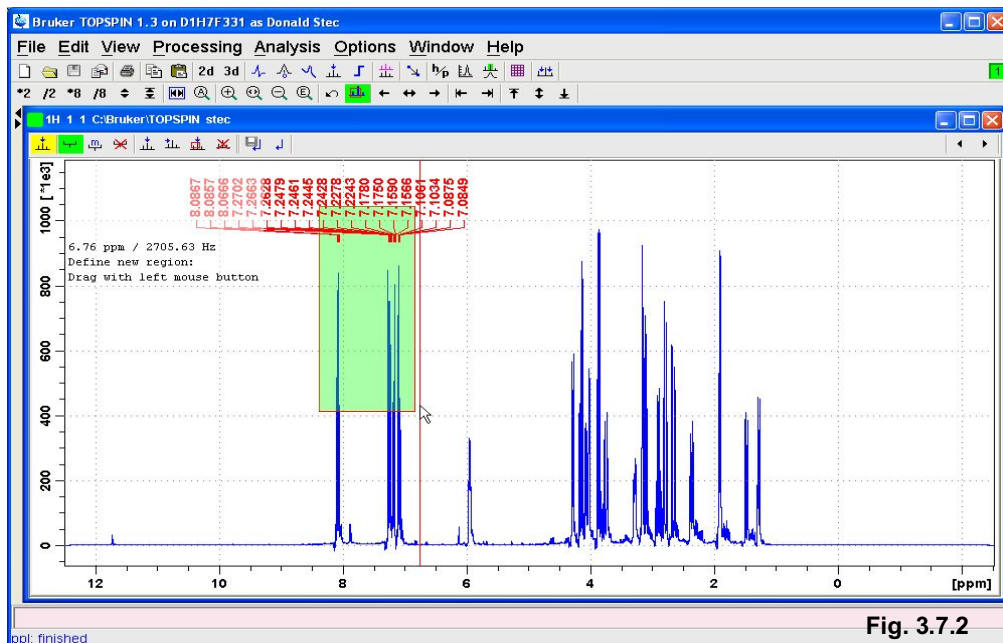 Bruker TOPSPIN 1.3 on D1H7F331 as Donald Stec
File Edit View Processing Analysis Options Window Help
2d 3d h/p
1
*2 /2 *8 /8
1H 1 1 C:\Bruker\TOPSPIN stec
m
[*1e3]
8.0867
8.0857
8.0666
7.2702
7.2663
7.2628
7.2479
7.2461
7.2445
7.2428
7.2278
7.2243
7.1780
7.1750
7.1590
7.1566
7.1061
7.1034
7.0875
7.0849
1000
6.76 ppm / 2705.63 Hz
Define new region:
Drag with left mouse button
800
600
400
200
0
12 10 8 6 4 2 0 [ppm]
Fig. 3.7.2
ppl: finished